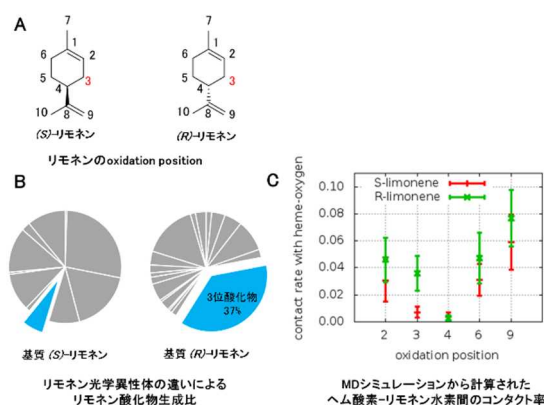 A
7
1
6
2
5
3
4
10
8
9
(S)-リモネン
7
1
6
2
5
3
4
10
8
9
(R)-リモネン
リモネンのoxidation position
B
3位酸化物
37%
基質 (S)-リモネン
基質 (R)-リモネン
リモネン光学異性体の違いによる
リモネン酸化物生成比
C
contact rate with heme-oxygen
S-limonene
R-limonene
0.10
0.08
0.06
0.04
0.02
0.00
2 3 4 6 9
oxidation position
MDシミュレーションから計算された
ヘム酸素-リモネン水素間のコンタクト率